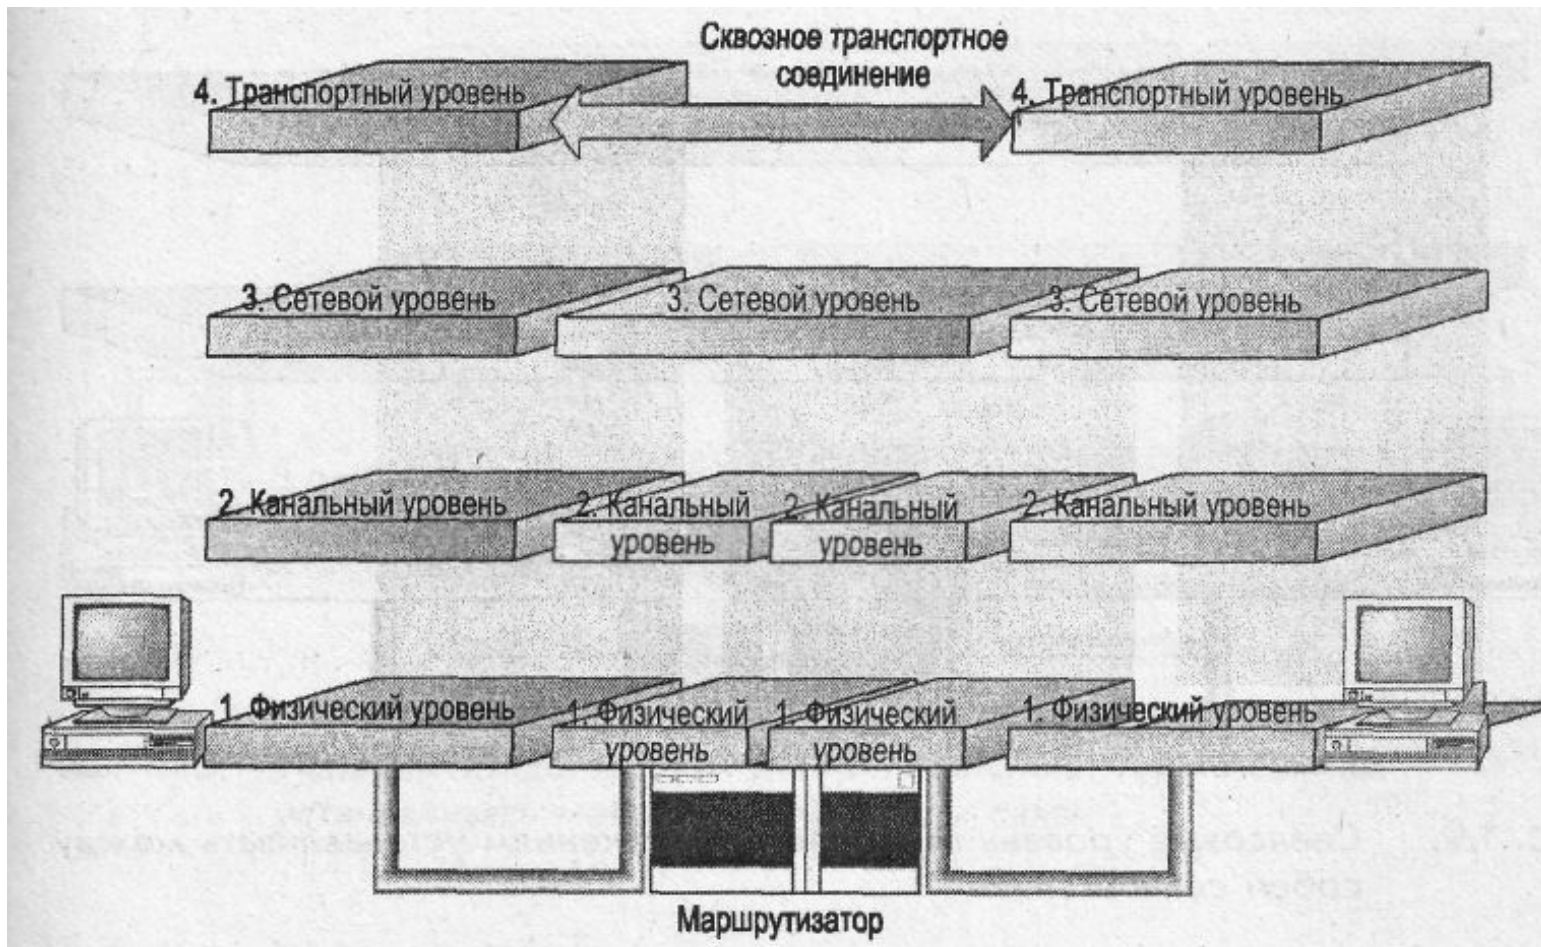 Сквозное транспортное
соединение
4. Транспортный уровень
4. Транспортный уровень
3. Сетевой уровень
3. Сетевой уровень
3. Сетевой уровень
2. Канальный уровень
2. Канальный
уровень
2. Канальный
уровень
2. Канальный уровень
1. Физический уровень
1. Физический
уровень
1. Физический
уровень
1. Физический уровень
Маршрутизатор